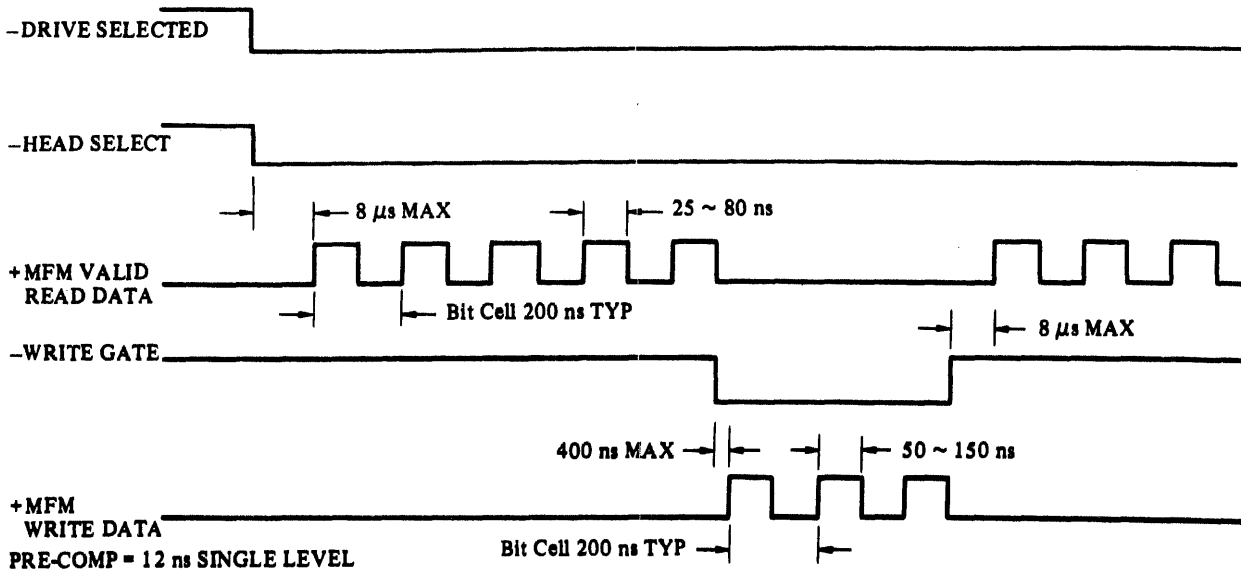 –DRIVE SELECTED
–HEAD SELECT
8 µs MAX
25 ~ 80 ns
+MFM VALID
READ DATA
Bit Cell 200 ns TYP
8 µs MAX
–WRITE GATE
400 ns MAX
50 ~ 150 ns
+MFM
WRITE DATA
Bit Cell 200 ns TYP
PRE-COMP = 12 ns SINGLE LEVEL